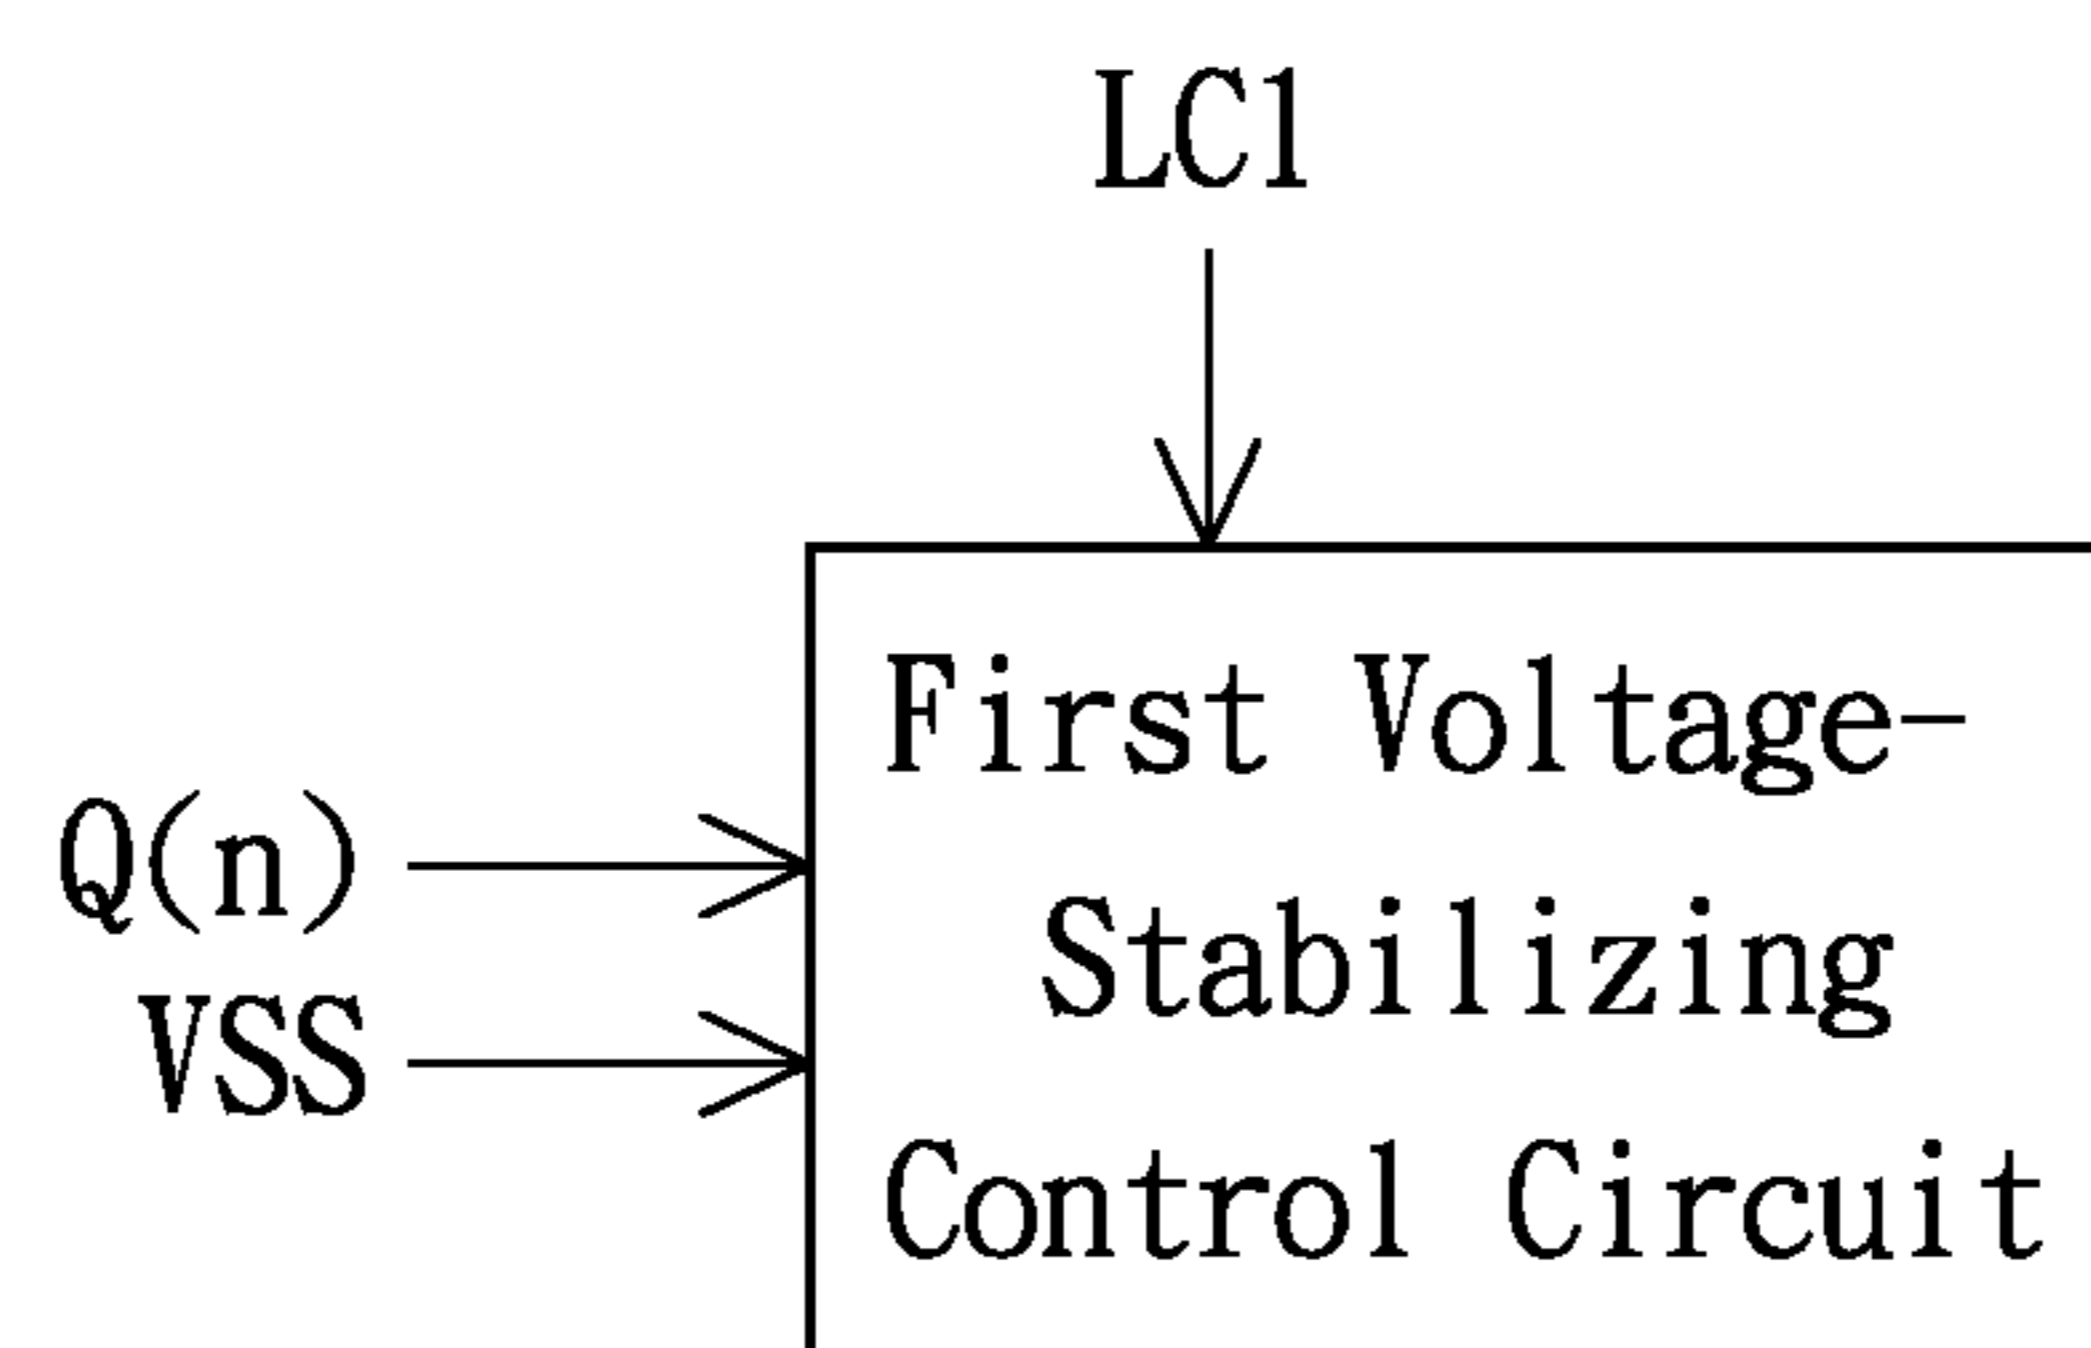 LC1
First Voltage-
Q(n)
Stabilizing
VSS
Control Circuit